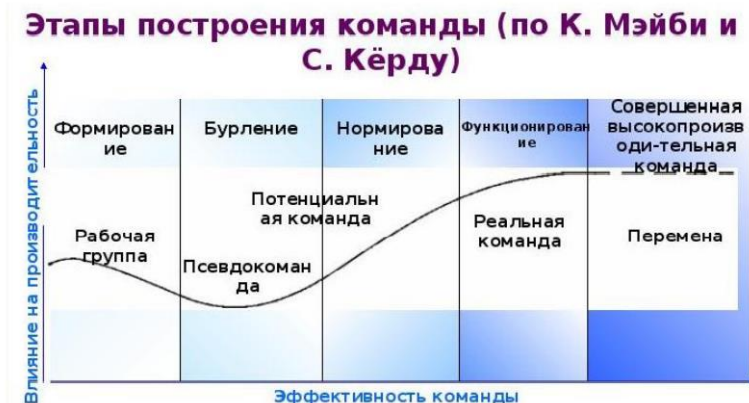 Этапы построения команды (по К. Мэйби и
С. Кёрду)
Влияние на производительность
Формирован
ие
Бурление
Нормирова
ние
Функционирован
ие
Совершенная
высокопроизв
оди-тельная
команда
Рабочая
группа
Псевдокоман
да
Потенциальн
ая команда
Реальная
команда
Перемена
Эффективность команды